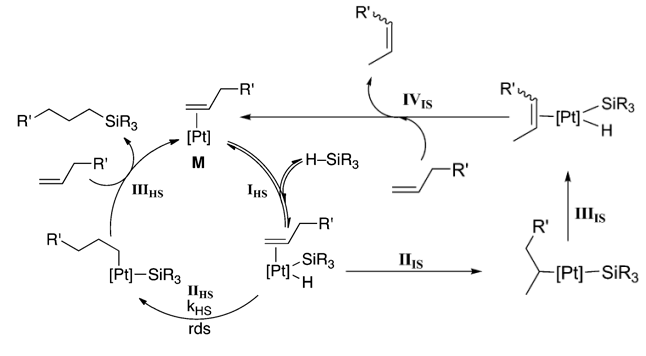 R'
IV_IS
R'
[Pt]
SiR₃
H
R'
SiR₃
R'
[Pt]
M
H–SiR₃
I_HS
R'
III_HS
R'
R'
III_IS
R'
[Pt]
SiR₃
H
R'
[Pt]–SiR₃
II_IS
R'
[Pt]–SiR₃
II_HS
k_HS
rds